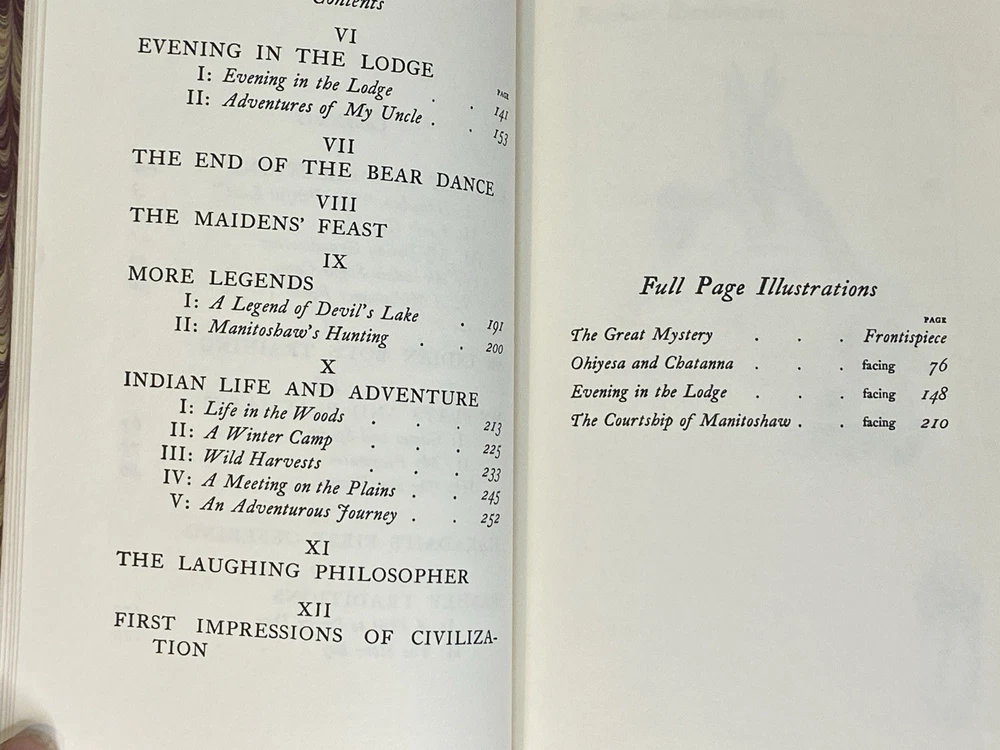 Contents
VI
EVENING IN THE LODGE
PAGE
I: Evening in the Lodge . . 141
II: Adventures of My Uncle . . 153
VII
THE END OF THE BEAR DANCE
VIII
THE MAIDENS' FEAST
IX
MORE LEGENDS
I: A Legend of Devil's Lake . 191
II: Manitoshaw's Hunting . . 200
X
INDIAN LIFE AND ADVENTURE
I: Life in the Woods . . . 213
II: A Winter Camp . . . 225
III: Wild Harvests . . . 233
IV: A Meeting on the Plains . . 245
V: An Adventurous Journey . . 252
XI
THE LAUGHING PHILOSOPHER
XII
FIRST IMPRESSIONS OF CIVILIZA-
TION
Full Page Illustrations
PAGE
The Great Mystery . . . Frontispiece
Ohiyesa and Chatanna . . . facing 76
Evening in the Lodge . . . facing 148
The Courtship of Manitoshaw . . facing 210